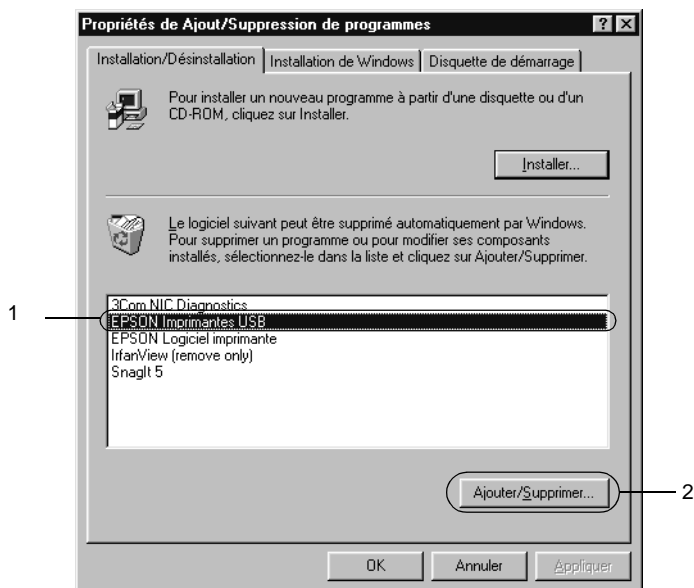 Propriétés de Ajout/Suppression de programmes
Installation/Désinstallation
Installation de Windows
Disquette de démarrage
Pour installer un nouveau programme à partir d'une disquette ou d'un
CD-ROM, cliquez sur Installer.
Installer...
Le logiciel suivant peut être supprimé automatiquement par Windows.
Pour supprimer un programme ou pour modifier ses composants
installés, sélectionnez-le dans la liste et cliquez sur Ajouter/Supprimer.
3Com NIC Diagnostics
1
EPSON Imprimantes USB
EPSON Logiciel imprimante
IrfanView (remove only)
SnagIt 5
Ajouter/Supprimer...
2
OK
Annuler
Appliquer